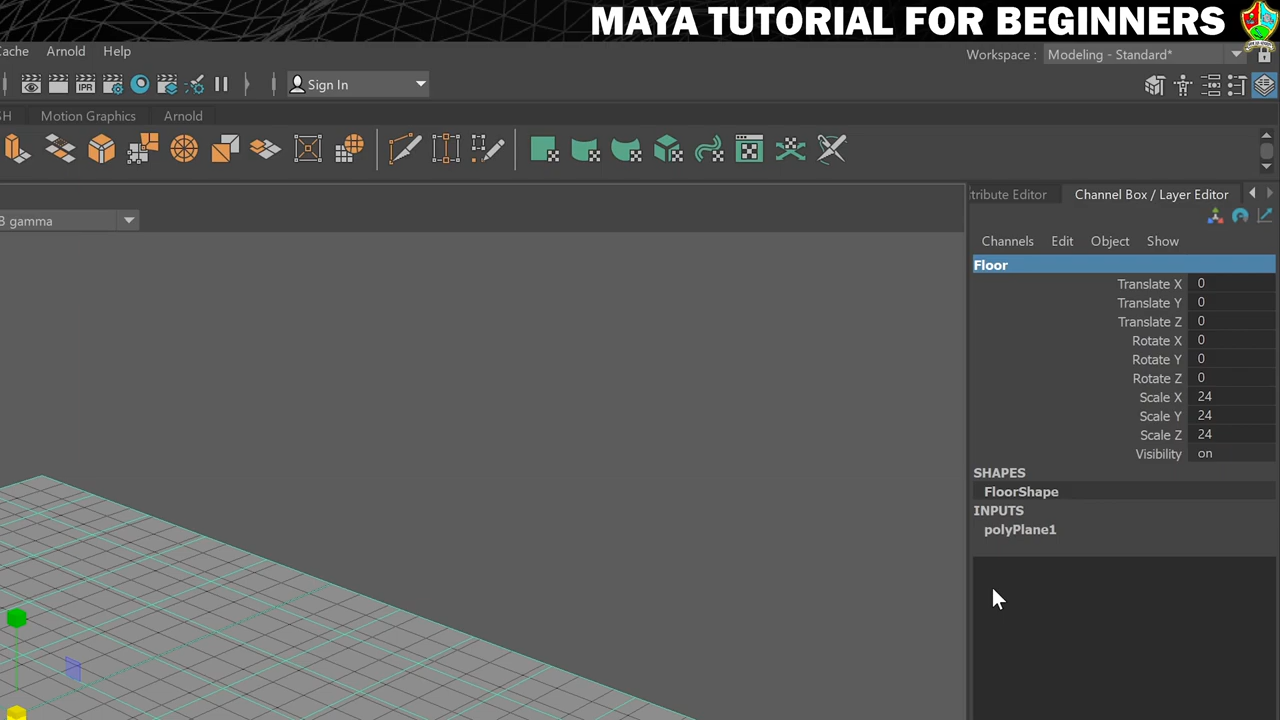 MAYA TUTORIAL FOR BEGINNERS
ache Arnold Help
Workspace : Modeling - Standard*
IPR Sign In
H Motion Graphics Arnold
tribute Editor Channel Box / Layer Editor
gamma
Channels Edit Object Show
Floor
Translate X 0
Translate Y 0
Translate Z 0
Rotate X 0
Rotate Y 0
Rotate Z 0
Scale X 24
Scale Y 24
Scale Z 24
Visibility on
SHAPES
FloorShape
INPUTS
polyPlane1